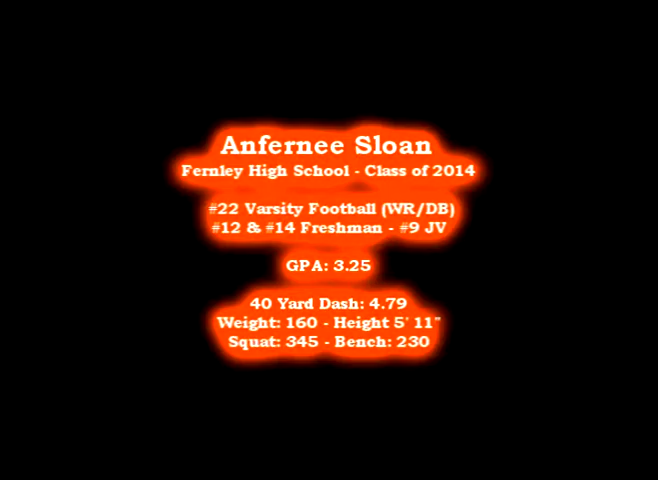 Anfernee Sloan
Fernley High School - Class of 2014
#22 Varsity Football (WR/DB)
#12 & #14 Freshman - #9 JV
GPA: 3.25
40 Yard Dash: 4.79
Weight: 160 - Height 5' 11"
Squat: 345 - Bench: 230